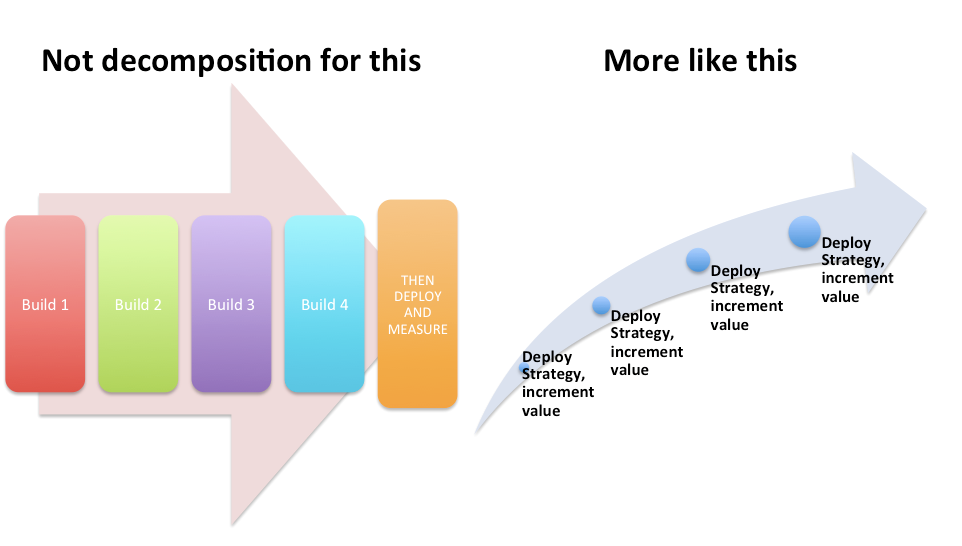 Not decomposition for this
More like this
Build 1
Build 2
Build 3
Build 4
THEN
DEPLOY
AND
MEASURE
Deploy
Strategy,
increment
value
Deploy
Strategy,
increment
value
Deploy
Strategy,
increment
value
Deploy
Strategy,
increment
value